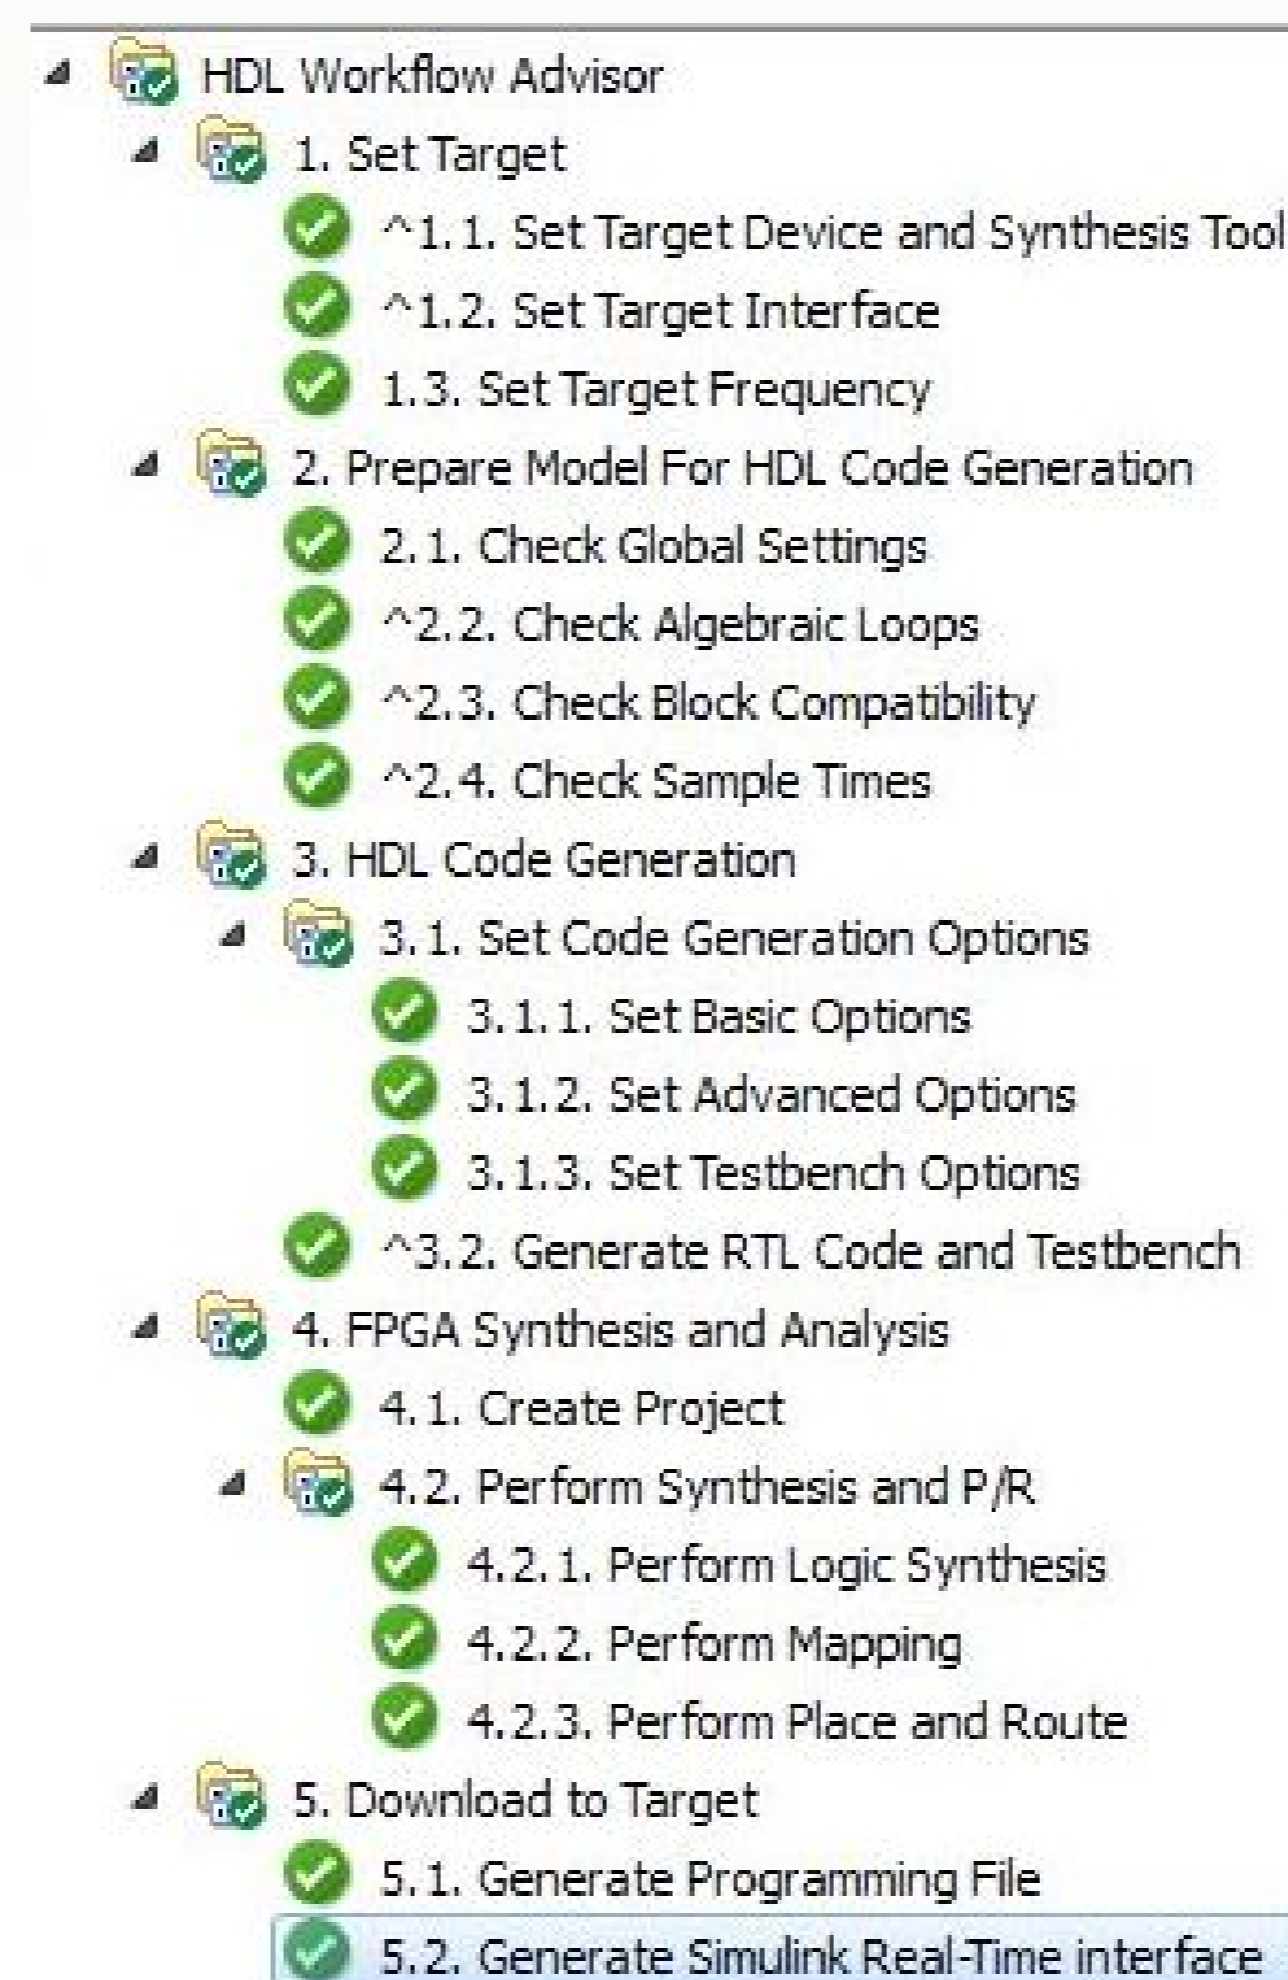 HDL Workflow Advisor
1. Set Target
^1.1. Set Target Device and Synthesis Tool
^1.2. Set Target Interface
1.3. Set Target Frequency
2. Prepare Model For HDL Code Generation
2.1. Check Global Settings
^2.2. Check Algebraic Loops
^2.3. Check Block Compatibility
^2.4. Check Sample Times
3. HDL Code Generation
3.1. Set Code Generation Options
3.1.1. Set Basic Options
3.1.2. Set Advanced Options
3.1.3. Set Testbench Options
^3.2. Generate RTL Code and Testbench
4. FPGA Synthesis and Analysis
4.1. Create Project
4.2. Perform Synthesis and P/R
4.2.1. Perform Logic Synthesis
4.2.2. Perform Mapping
4.2.3. Perform Place and Route
5. Download to Target
5.1. Generate Programming File
5.2. Generate Simulink Real-Time interface